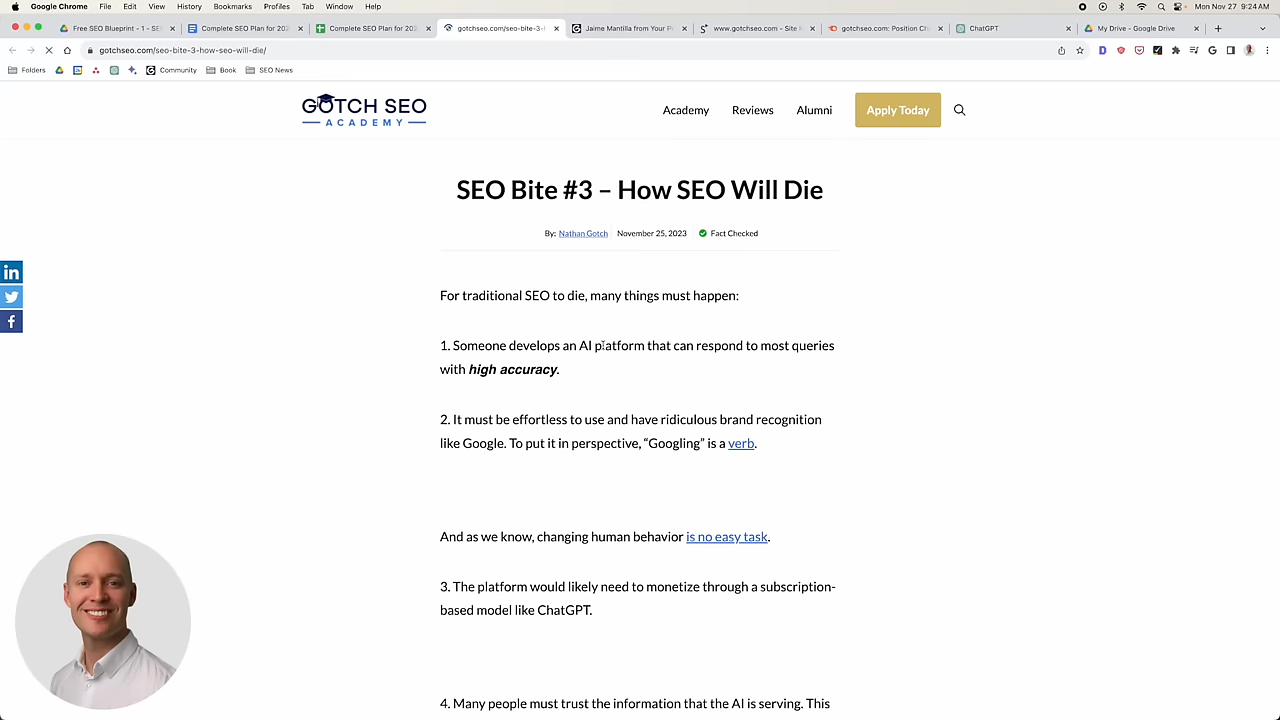 Google Chrome File Edit View History Bookmarks Profiles Tab Window Help Mon Nov 27 9:24 AM
Free SEO Blueprint - 1 - SEO Complete SEO Plan for 202 Complete SEO Plan for 202 gotchseo.com/seo-bite-3-h Jaime Mantilla from Your P www.gotchseo.com - Site gotchseo.com: Position Ch ChatGPT My Drive - Google Drive
gotchseo.com/seo-bite-3-how-seo-will-die/
Folders Community Book SEO News
GOTCH SEO
ACADEMY
Academy Reviews Alumni Apply Today
SEO Bite #3 – How SEO Will Die
By: Nathan Gotch November 25, 2023 Fact Checked
For traditional SEO to die, many things must happen:
1. Someone develops an AI platform that can respond to most queries
with high accuracy.
2. It must be effortless to use and have ridiculous brand recognition
like Google. To put it in perspective, “Googling” is a verb.
And as we know, changing human behavior is no easy task.
3. The platform would likely need to monetize through a subscription-
based model like ChatGPT.
4. Many people must trust the information that the AI is serving. This